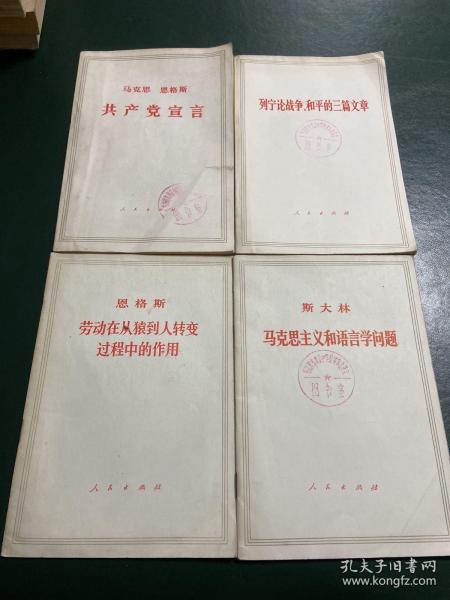 马克思 恩格斯
共产党宣言
人民出版社
列宁论战争、和平的三篇文章
人民出版社
恩格斯
劳动在从猿到人转变
过程中的作用
人民出版社
斯大林
马克思主义和语言学问题
人民出版社
孔夫子旧书网
www.kongfz.com